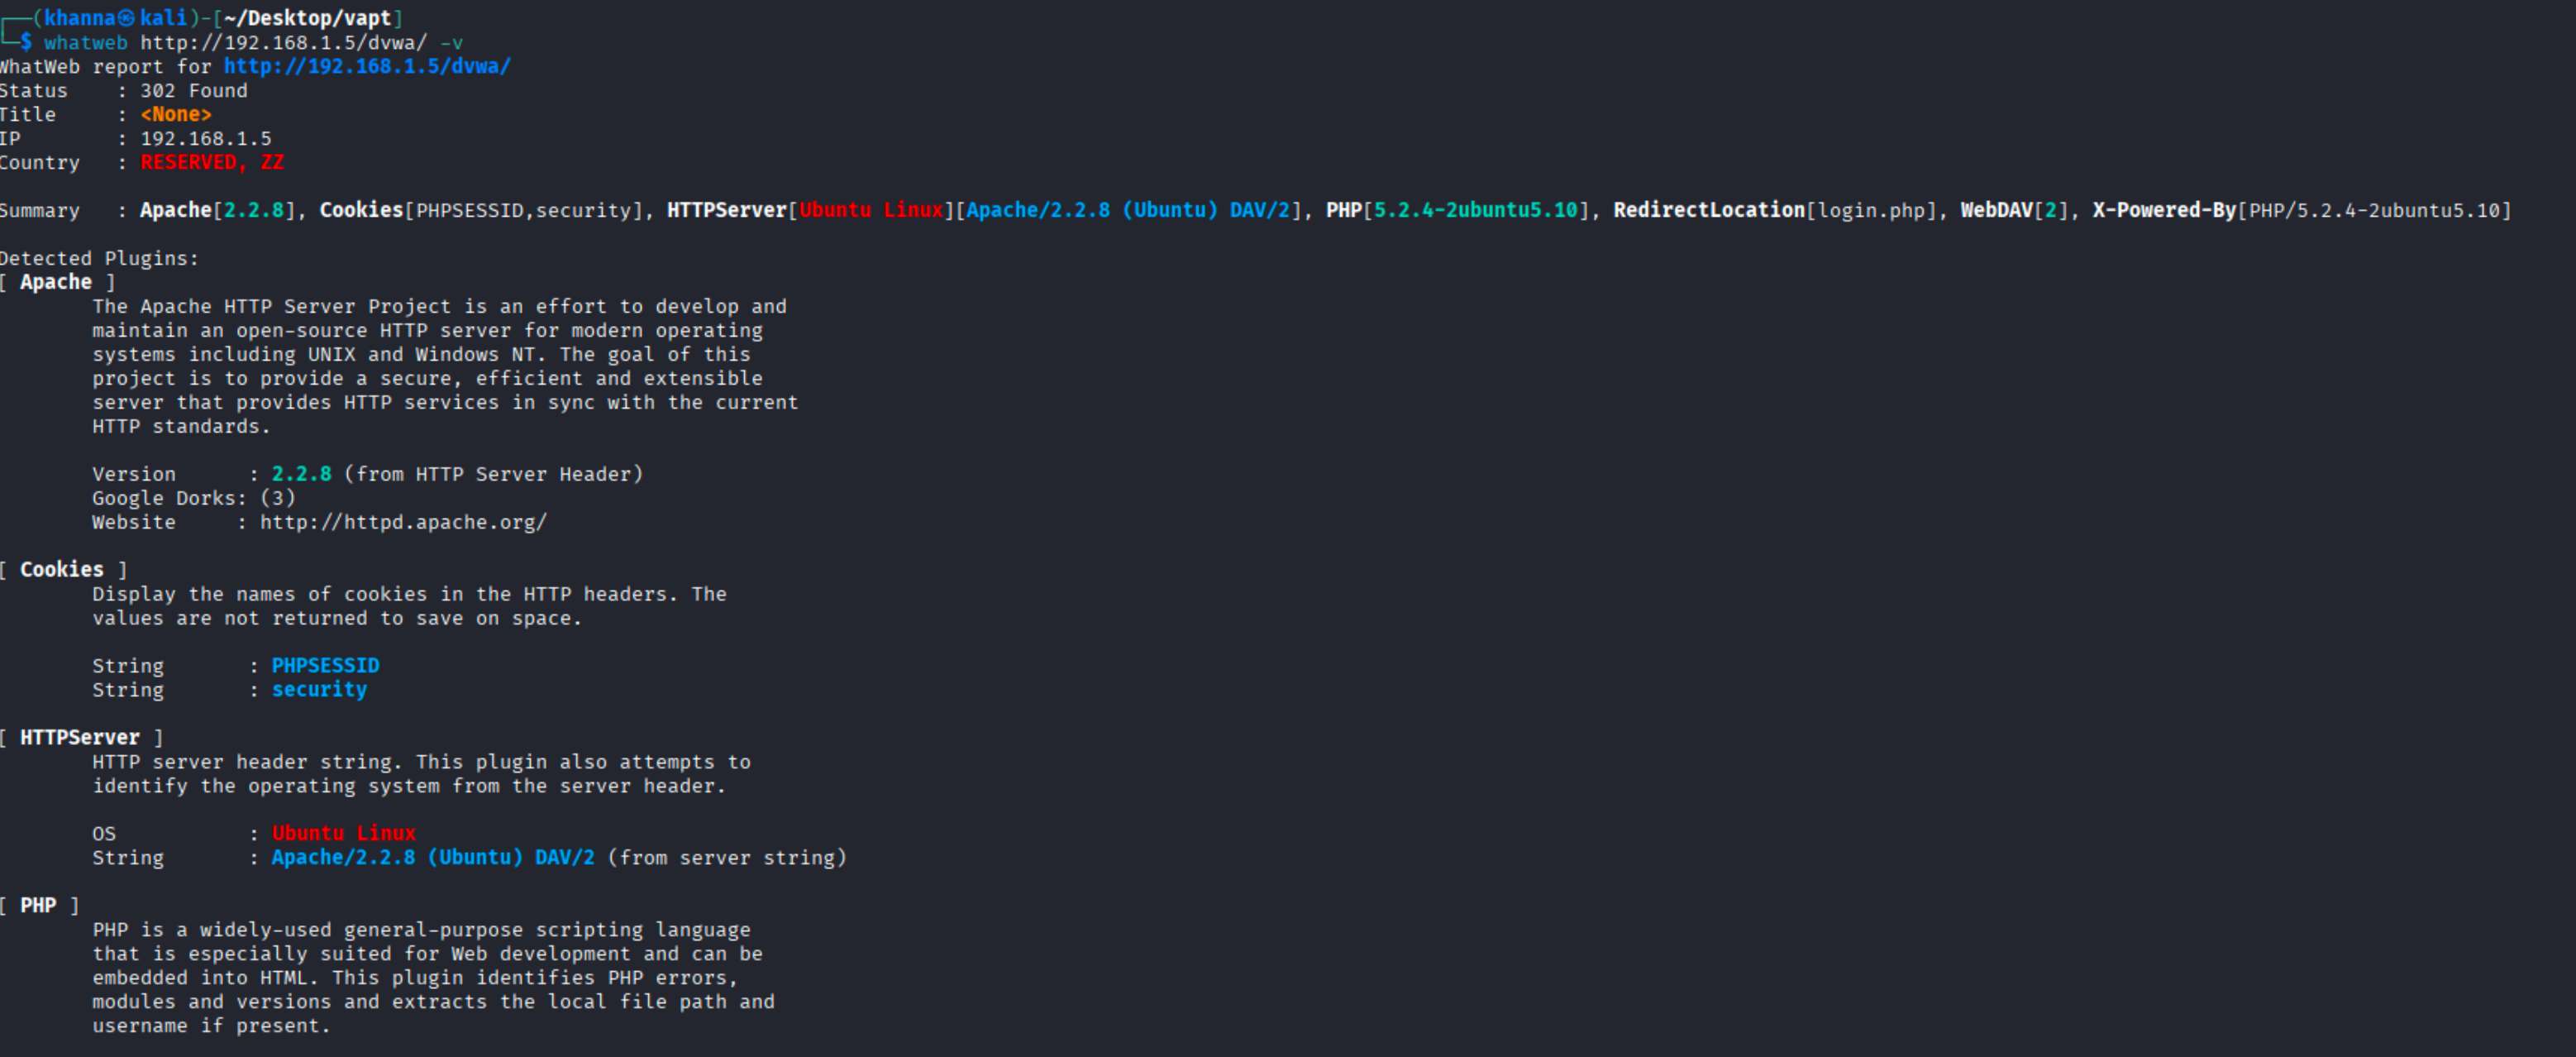 ┌──(khanna㉿kali)-[~/Desktop/vapt]
└─$ whatweb http://192.168.1.5/dvwa/ -v
WhatWeb report for http://192.168.1.5/dvwa/
Status    : 302 Found
Title     : <None>
IP        : 192.168.1.5
Country   : RESERVED, ZZ
Summary   : Apache[2.2.8], Cookies[PHPSESSID,security], HTTPServer[Ubuntu Linux][Apache/2.2.8 (Ubuntu) DAV/2], PHP[5.2.4-2ubuntu5.10], RedirectLocation[login.php], WebDAV[2], X-Powered-By[PHP/5.2.4-2ubuntu5.10]
Detected Plugins:
[ Apache ]
The Apache HTTP Server Project is an effort to develop and
maintain an open-source HTTP server for modern operating
systems including UNIX and Windows NT. The goal of this
project is to provide a secure, efficient and extensible
server that provides HTTP services in sync with the current
HTTP standards.
Version      : 2.2.8 (from HTTP Server Header)
Google Dorks: (3)
Website     : http://httpd.apache.org/
[ Cookies ]
Display the names of cookies in the HTTP headers. The
values are not returned to save on space.
String       : PHPSESSID
String       : security
[ HTTPServer ]
HTTP server header string. This plugin also attempts to
identify the operating system from the server header.
OS           : Ubuntu Linux
String       : Apache/2.2.8 (Ubuntu) DAV/2 (from server string)
[ PHP ]
PHP is a widely-used general-purpose scripting language
that is especially suited for Web development and can be
embedded into HTML. This plugin identifies PHP errors,
modules and versions and extracts the local file path and
username if present.